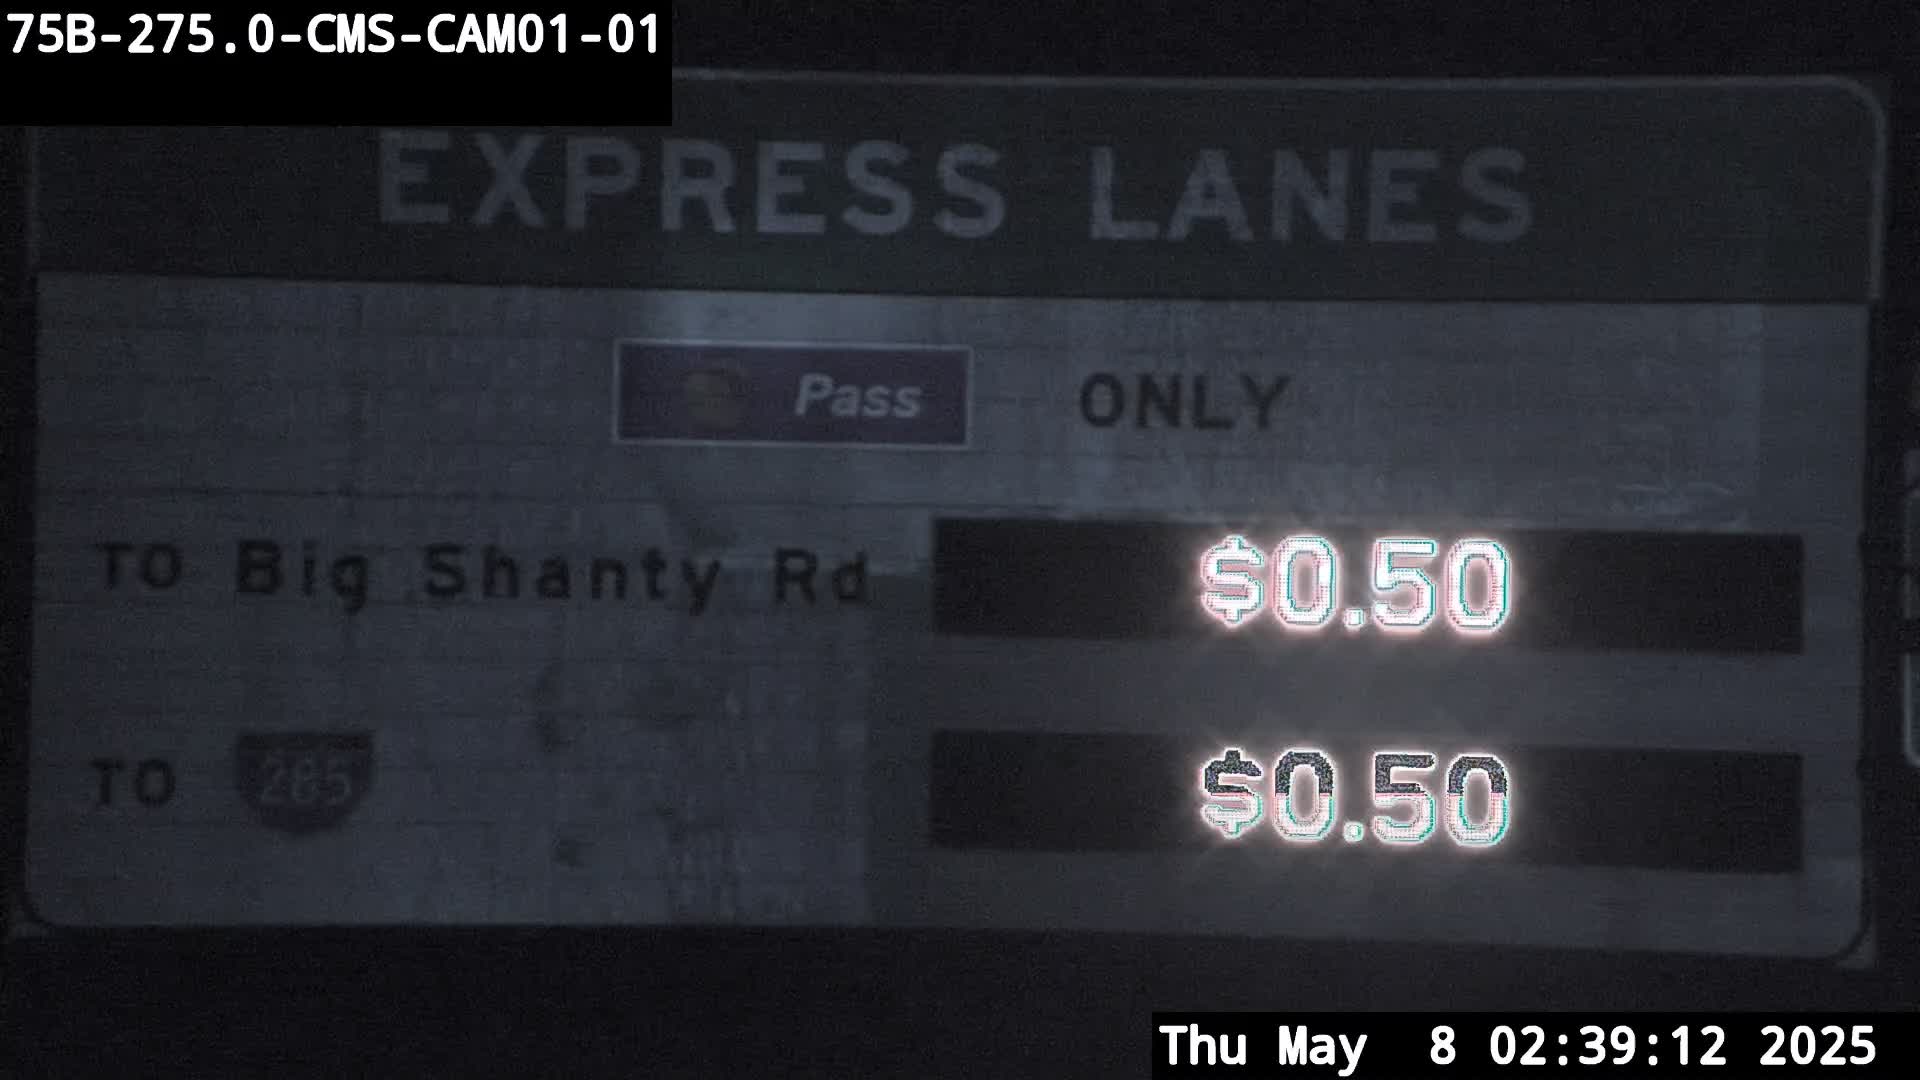 75B-275.0-CMS-CAM01-01
EXPRESS LANES
Pass ONLY
TO Big Shanty Rd $0.50
TO 285 $0.50
Thu May 8 02:39:12 2025